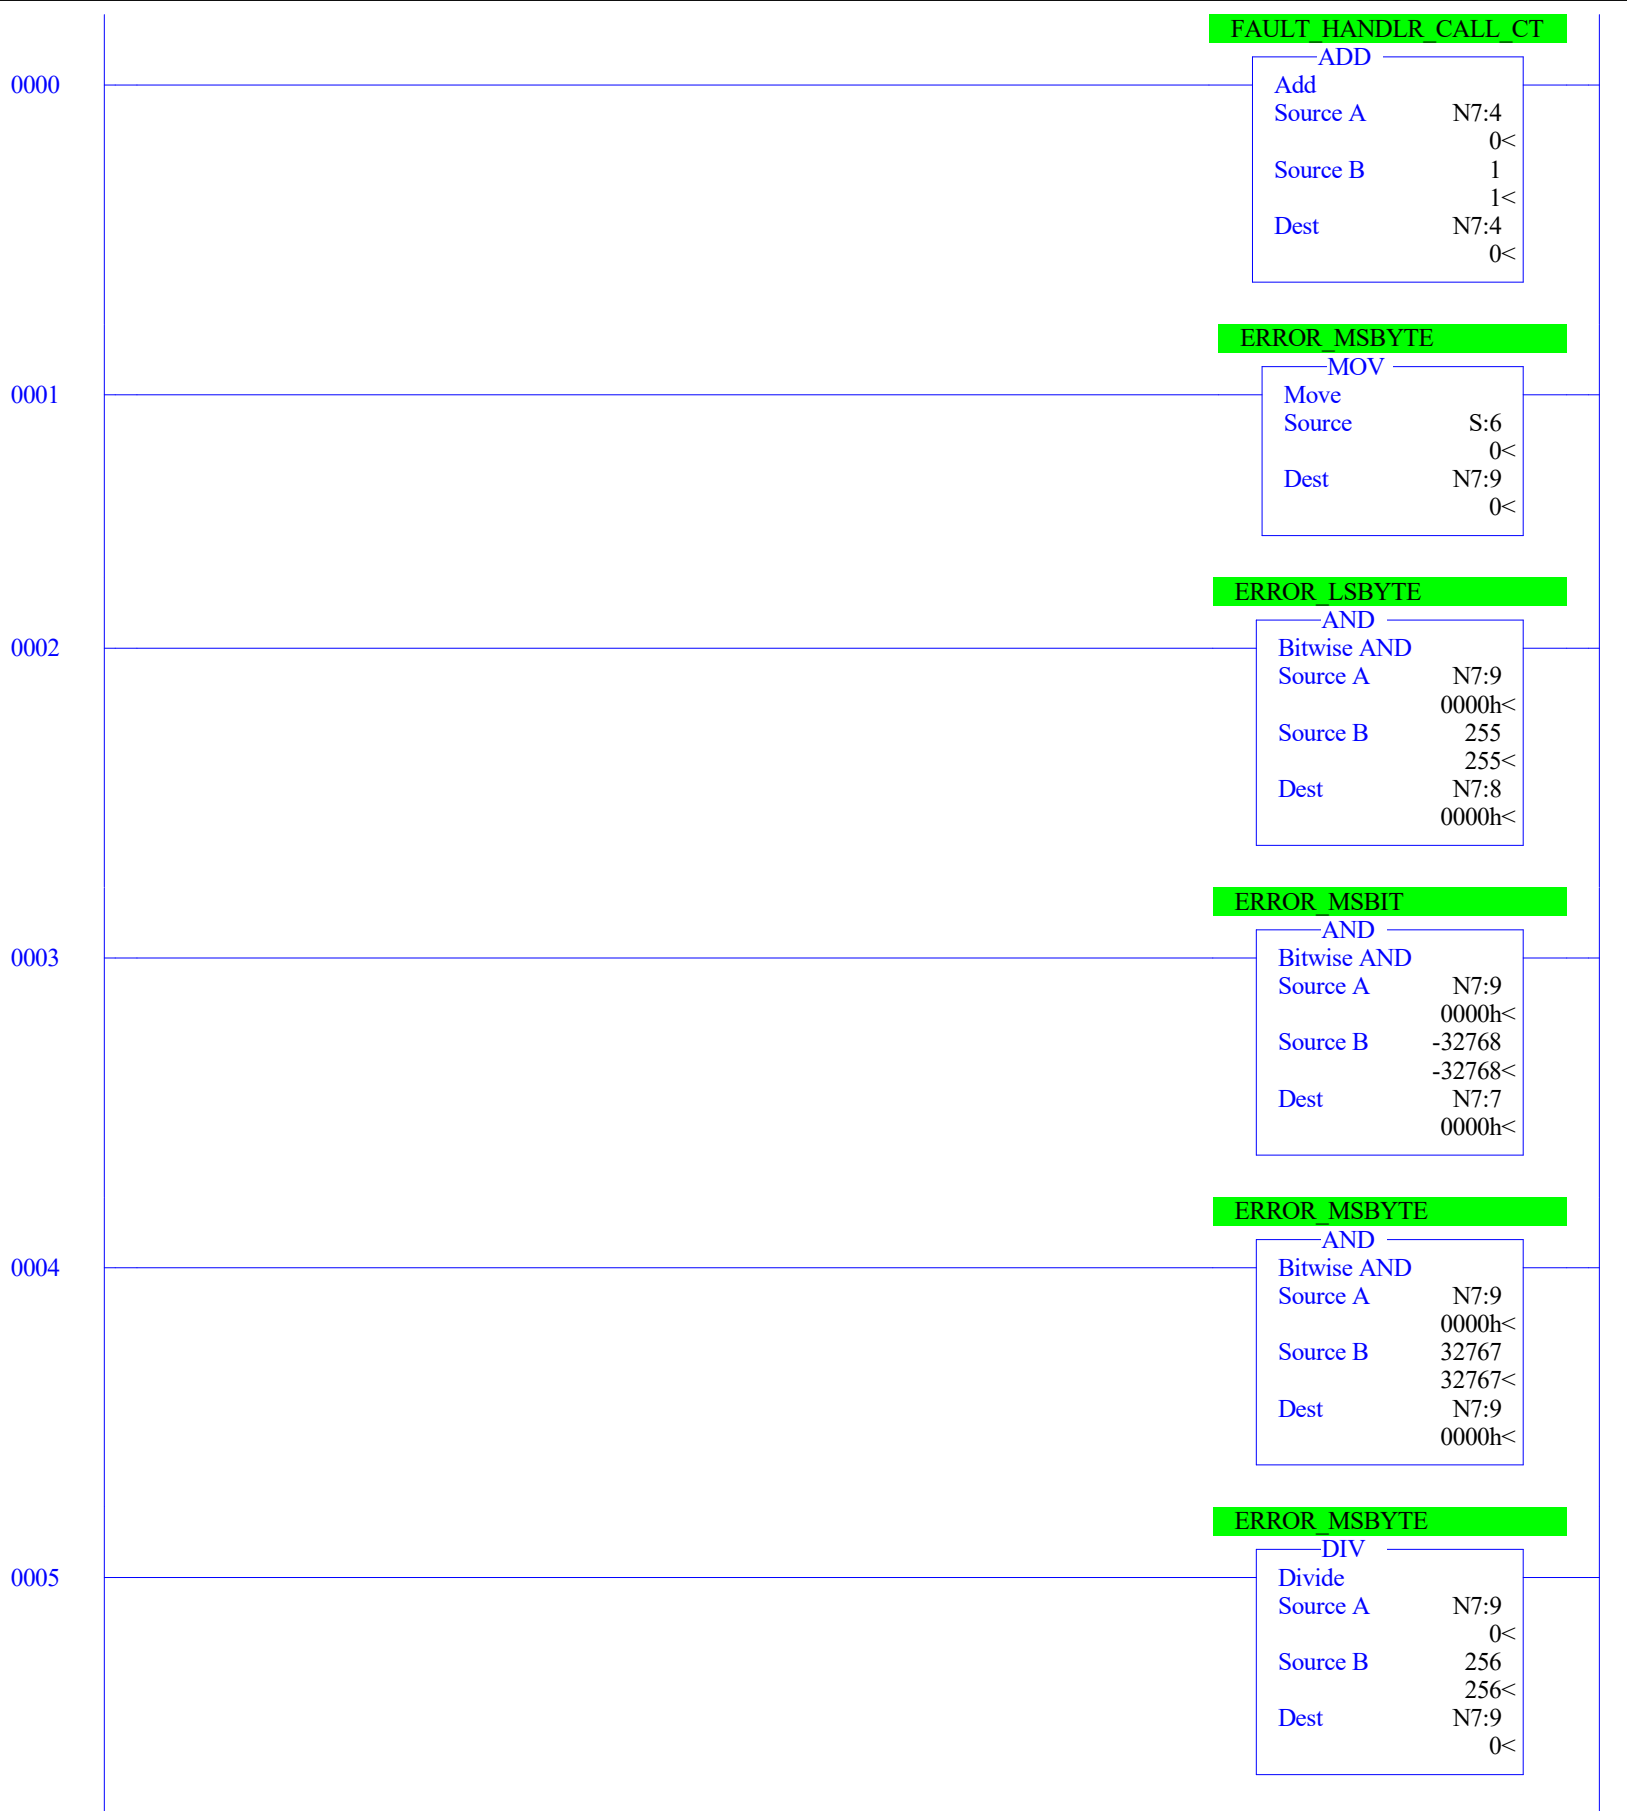 FAULT_HANDLR_CALL_CT
ADD
0000
Add
Source A N7:4
0<
Source B 1
1<
Dest N7:4
0<
ERROR_MSBYTE
MOV
0001
Move
Source S:6
0<
Dest N7:9
0<
ERROR_LSBYTE
AND
0002
Bitwise AND
Source A N7:9
0000h<
Source B 255
255<
Dest N7:8
0000h<
ERROR_MSBIT
AND
0003
Bitwise AND
Source A N7:9
0000h<
Source B -32768
-32768<
Dest N7:7
0000h<
ERROR_MSBYTE
AND
0004
Bitwise AND
Source A N7:9
0000h<
Source B 32767
32767<
Dest N7:9
0000h<
ERROR_MSBYTE
DIV
0005
Divide
Source A N7:9
0<
Source B 256
256<
Dest N7:9
0<